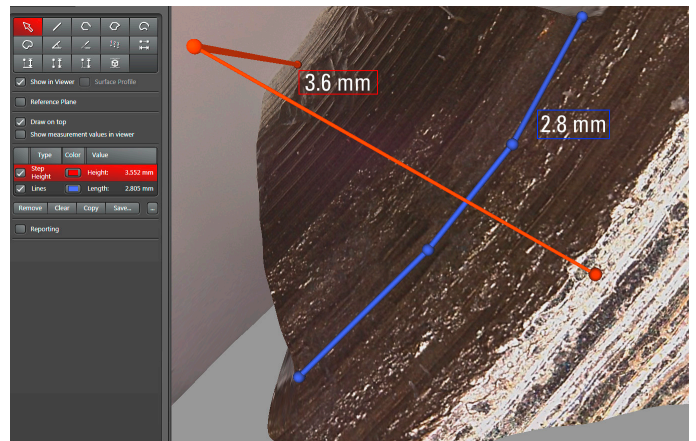 Show in Viewer Surface Profile
Reference Plane
Draw on top
Show measurement values in viewer
Type Color Value
Step Height Height: 3.552 mm
Lines Length: 2.805 mm
Remove Clear Copy Save... ...
Reporting
3.6 mm
2.8 mm